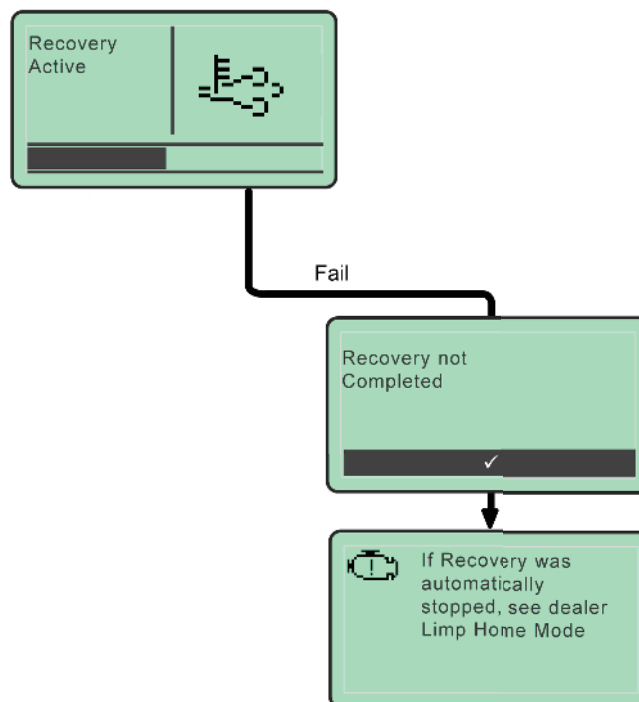 Recovery
Active
Fail
Recovery not
Completed
✓
If Recovery was
automatically
stopped, see dealer
Limp Home Mode